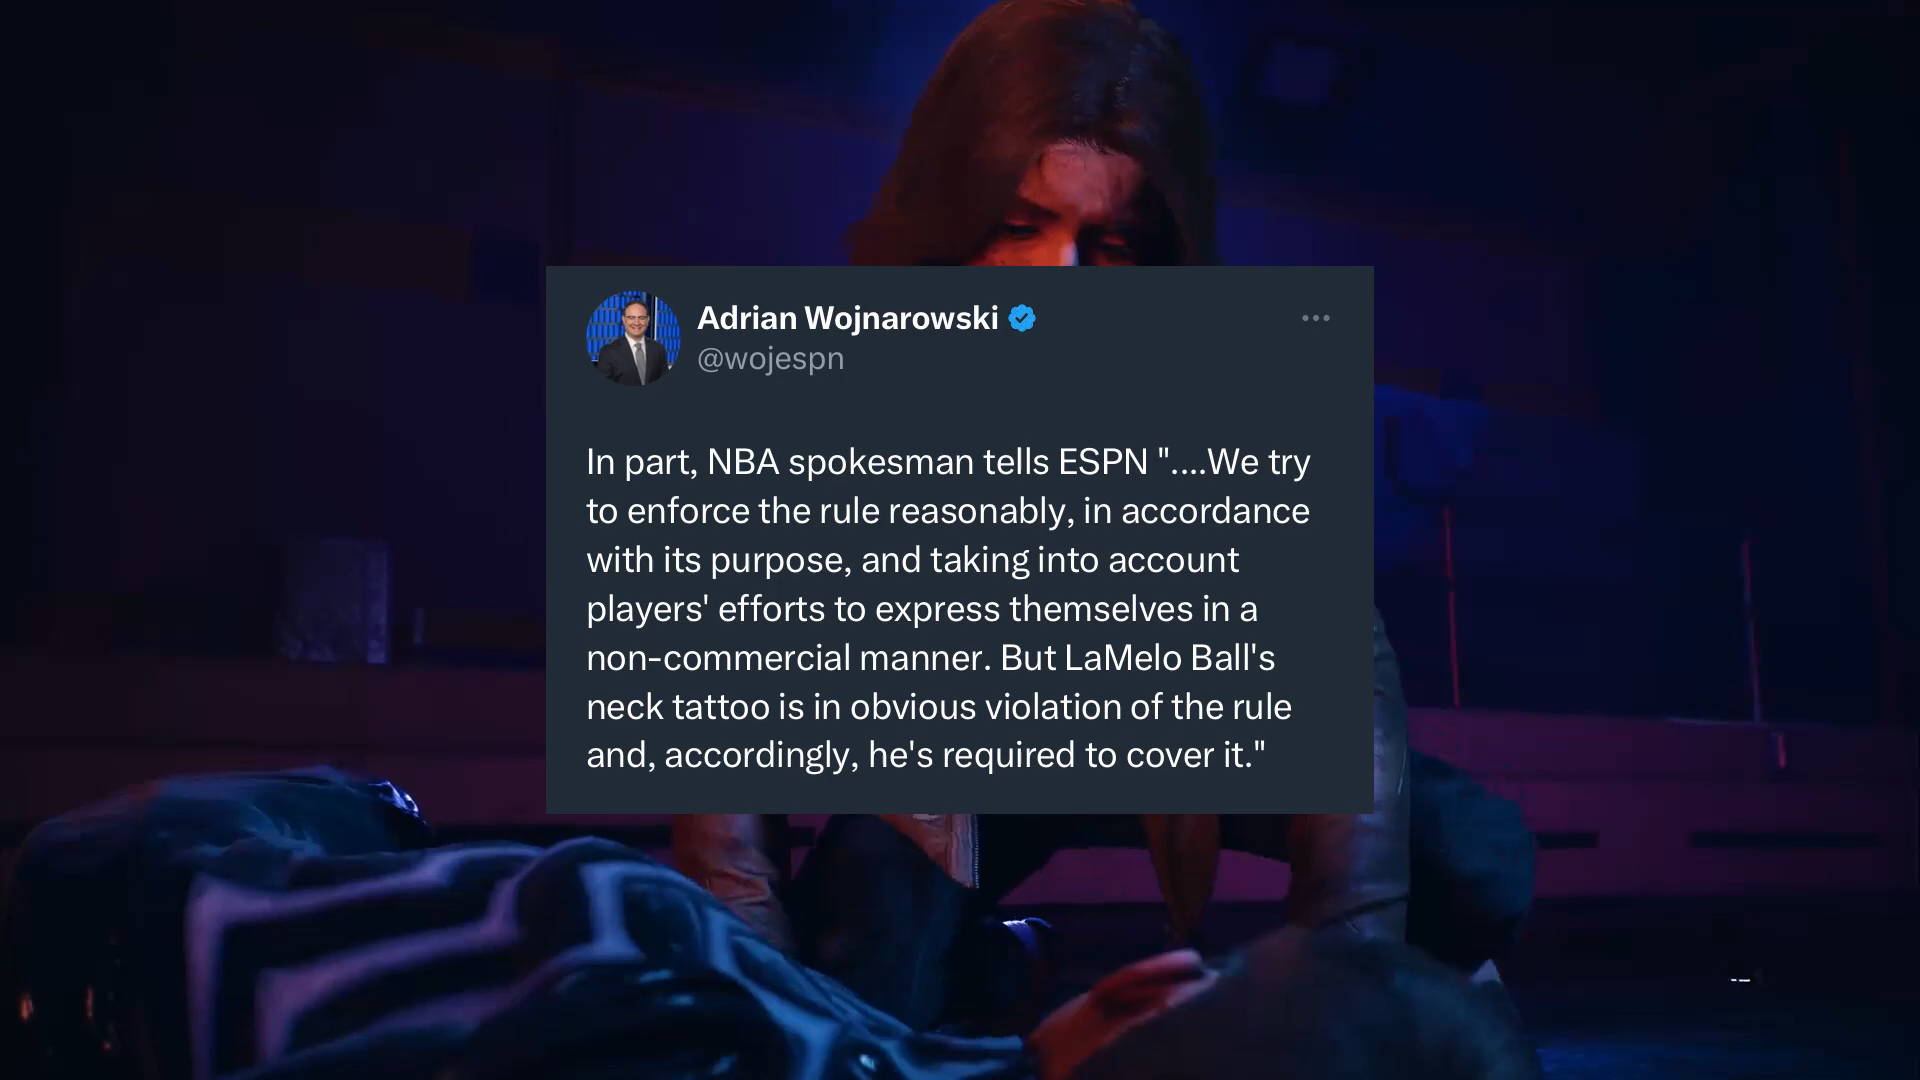 Adrian Wojnarowski
@wojespn
In part, NBA spokesman tells ESPN "....We try
to enforce the rule reasonably, in accordance
with its purpose, and taking into account
players' efforts to express themselves in a
non-commercial manner. But LaMelo Ball's
neck tattoo is in obvious violation of the rule
and, accordingly, he's required to cover it."